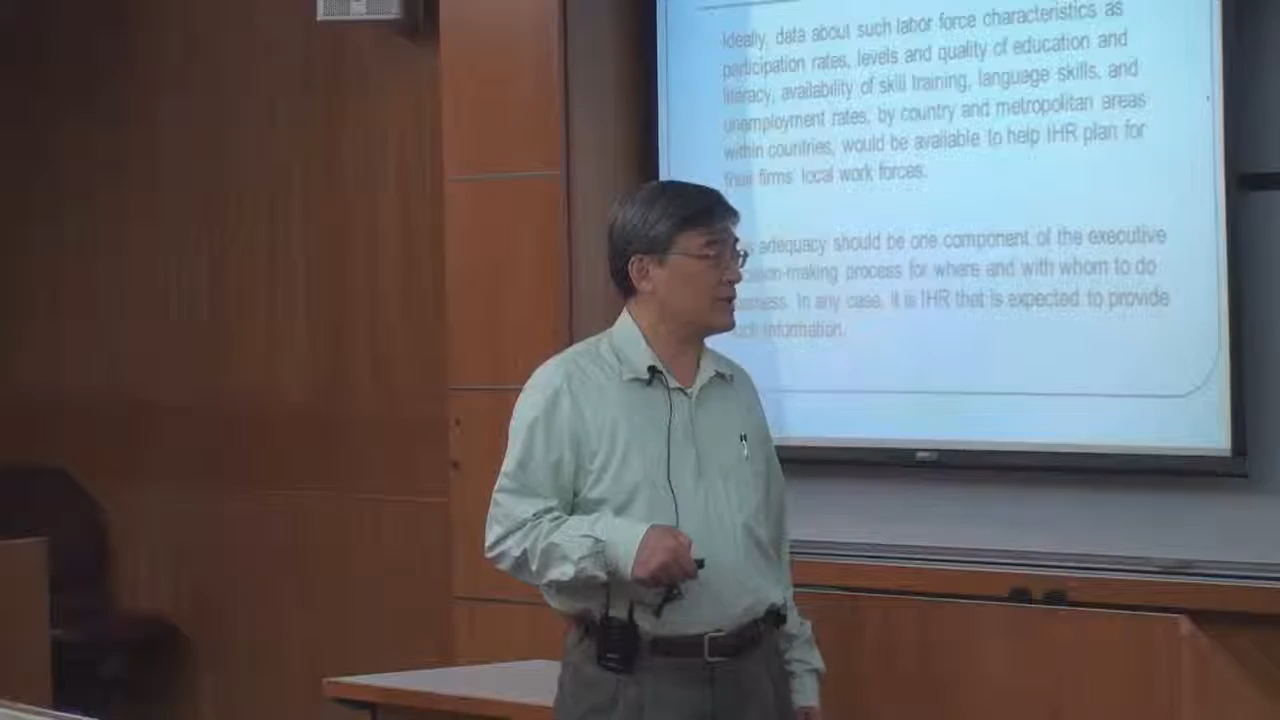 Ideally, data about such labor force characteristics as
participation rates, levels and quality of education and
literacy, availability of skill training, language skills, and
unemployment rates, by country and metropolitan areas
within countries, would be available to help IHR plan for
their firms' local work forces.
adequacy should be one component of the executive
process for where and with whom to do
In any case, it is IHR that is expected to provide
information.